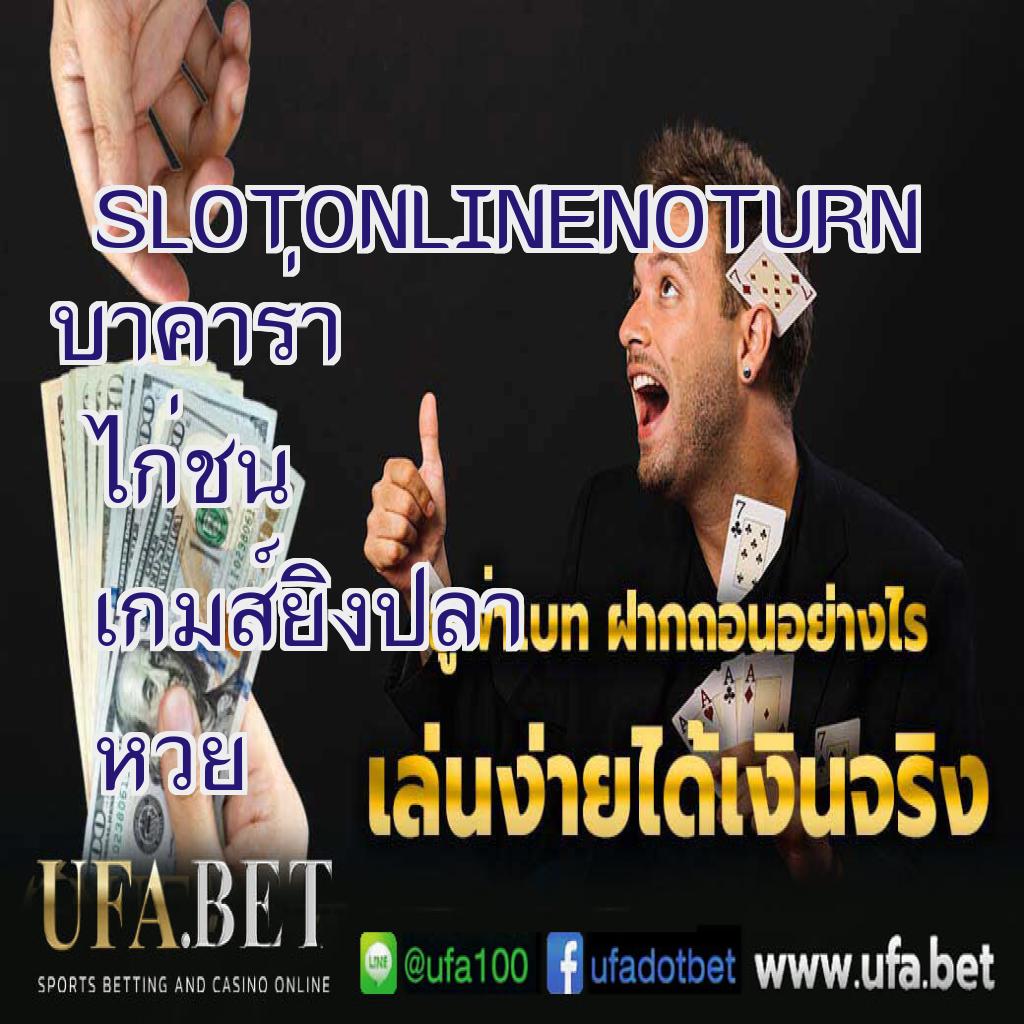 SLOTONLINENOTURN
บาคาร่า
ไก่ชน
เกมส์ยิงปลา
ฝากถอนอย่างไร
หวย
เล่นง่ายได้เงินจริง
UFA.BET
SPORTS BETTING AND CASINO ONLINE
LINE @ufa100
f ufadotbet
www.ufa.bet